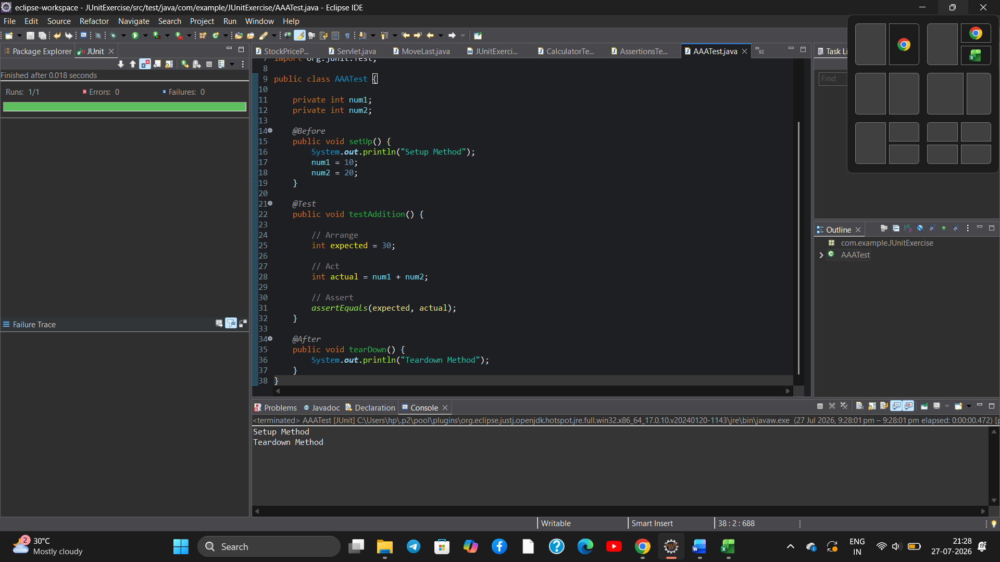 eclipse-workspace - JUnitExercise/src/test/java/com/example/JUnitExercise/AAATest.java - Eclipse IDE
File Edit Source Refactor Navigate Search Project Run Window Help
Package Explorer JUnit
Finished after 0.018 seconds
Runs: 1/1 Errors: 0 Failures: 0
Failure Trace
StockPriceP... Servlet.java MoveLast.java JUnitExerci... CalculatorTe... AssertionsTe... AAATest.java »92
7 import org.junit.Test;
8
9 public class AAATest {
10
11 private int num1;
12 private int num2;
13
14 @Before
15 public void setUp() {
16 System.out.println("Setup Method");
17 num1 = 10;
18 num2 = 20;
19 }
20
21 @Test
22 public void testAddition() {
23
24 // Arrange
25 int expected = 30;
26
27 // Act
28 int actual = num1 + num2;
29
30 // Assert
31 assertEquals(expected, actual);
32 }
33
34 @After
35 public void tearDown() {
36 System.out.println("Teardown Method");
37 }
38 }
Task Li
Find
Outline
com.example.JUnitExercise
AAATest
Problems Javadoc Declaration Console
<terminated> AAATest [JUnit] C:\Users\hp\.p2\pool\plugins\org.eclipse.justj.openjdk.hotspot.jre.full.win32.x86_64_17.0.10.v20240120-1143\jre\bin\javaw.exe (27 Jul 2026, 9:28:01 pm – 9:28:01 pm elapsed: 0:00:00.472) [p
Setup Method
Teardown Method
Writable Smart Insert 38 : 2 : 688
2
30°C
Mostly cloudy
Search
ENG
IN
21:28
27-07-2026